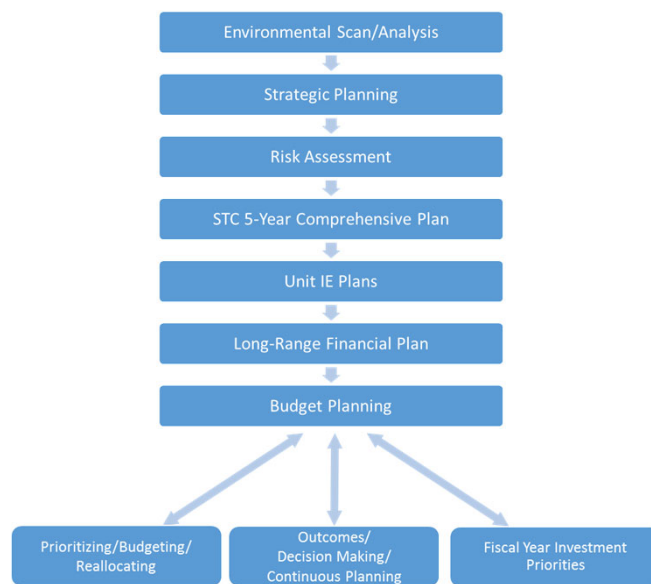 Environmental Scan/Analysis
Strategic Planning
Risk Assessment
STC 5-Year Comprehensive Plan
Unit IE Plans
Long-Range Financial Plan
Budget Planning
Prioritizing/Budgeting/
Reallocating
Outcomes/
Decision Making/
Continuous Planning
Fiscal Year Investment
Priorities